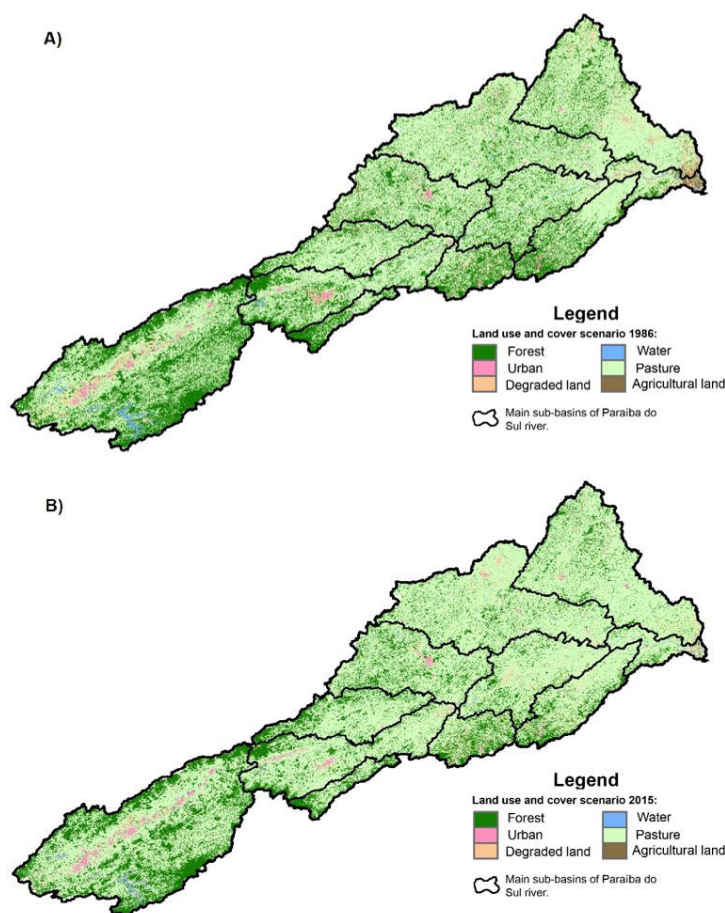 A)
Legend
Land use and cover scenario 1986:
Forest Water
Urban Pasture
Degraded land Agricultural land
Main sub-basins of Paraíba do
Sul river.
B)
Legend
Land use and cover scenario 2015:
Forest Water
Urban Pasture
Degraded land Agricultural land
Main sub-basins of Paraíba do
Sul river.